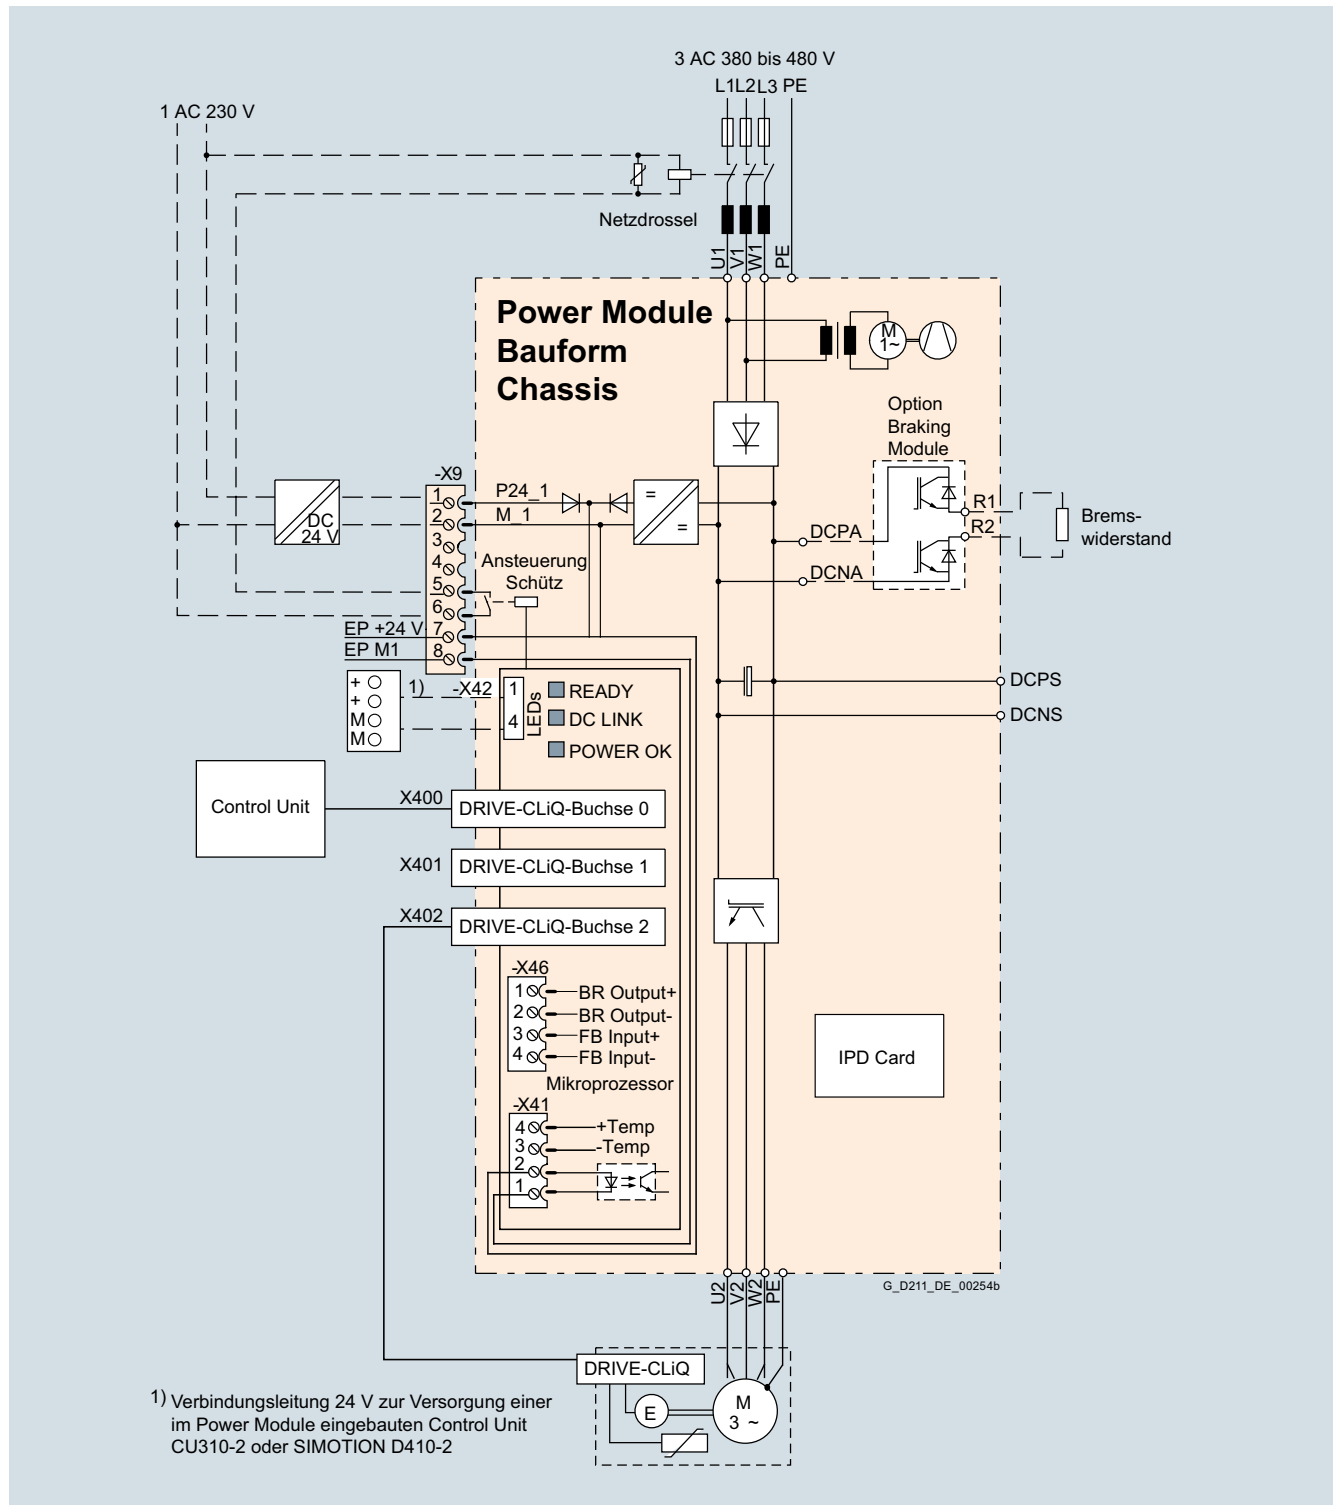 3 AC 380 bis 480 V
L1 L2 L3 PE
1 AC 230 V
Netzdrossel
U1
V1
W1
PE
Power Module
Bauform
Chassis
M
1~
Option
Braking
Module
-X9
1
2
3
4
5
6
7
8
P24_1
M_1
=
=
DC
24 V
R1
R2
Brems-
widerstand
DCPA
DCNA
Ansteuerung
Schütz
EP +24 V
EP M1
+
+
M
M
1)
-X42
1
4
LEDs
READY
DC LINK
POWER OK
DCPS
DCNS
Control Unit
X400
DRIVE-CLiQ-Buchse 0
X401
DRIVE-CLiQ-Buchse 1
X402
DRIVE-CLiQ-Buchse 2
-X46
1 BR Output+
2 BR Output-
3 FB Input+
4 FB Input-
Mikroprozessor
-X41
4 +Temp
3 -Temp
2
1
IPD Card
U2
V2
W2
PE
G_D211_DE_00254b
DRIVE-CLiQ
E
M
3 ~
1) Verbindungsleitung 24 V zur Versorgung einer
im Power Module eingebauten Control Unit
CU310-2 oder SIMOTION D410-2